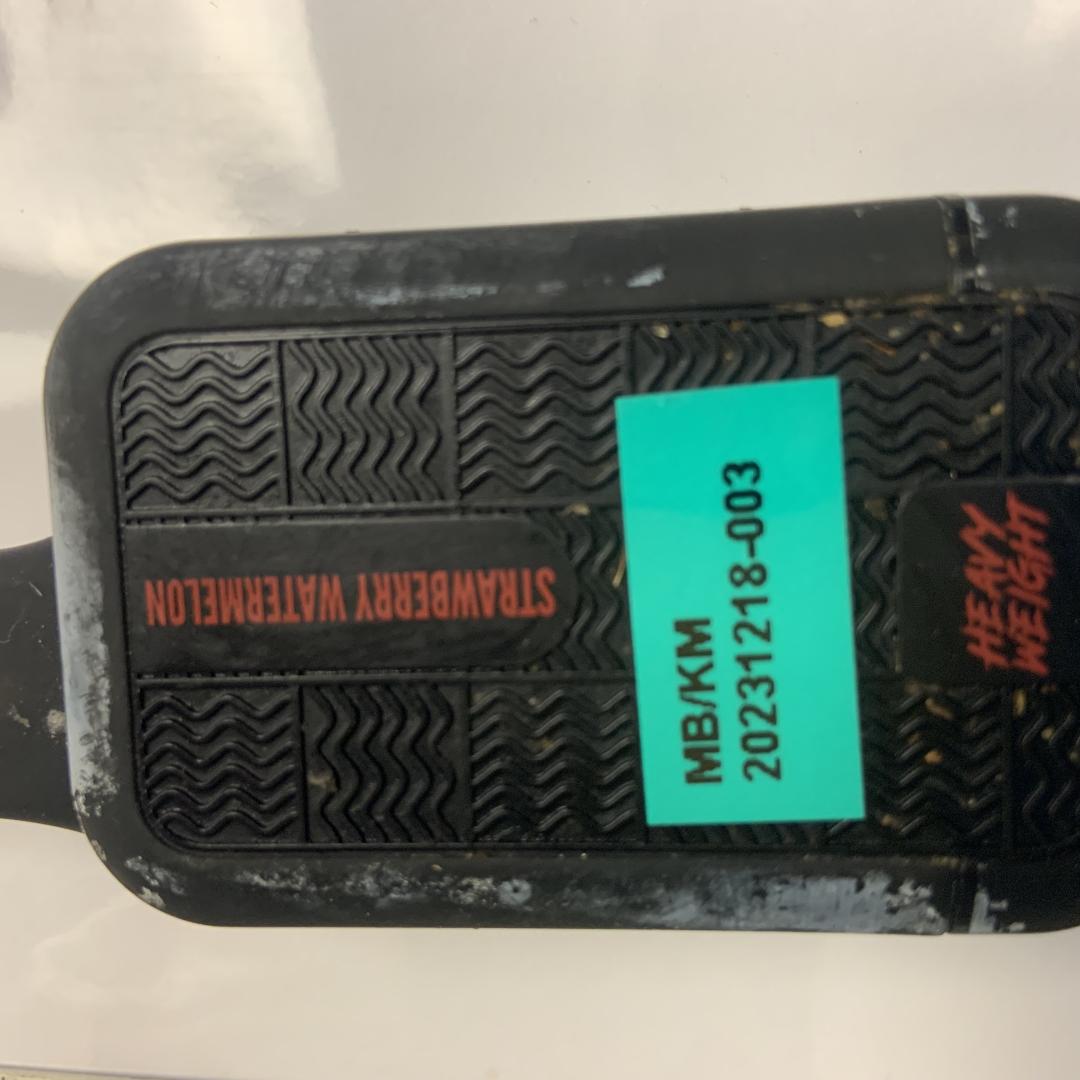 STRAWBERRY WATERMELON
MB/KM
20231218-003
HEAVY
WEIGHT